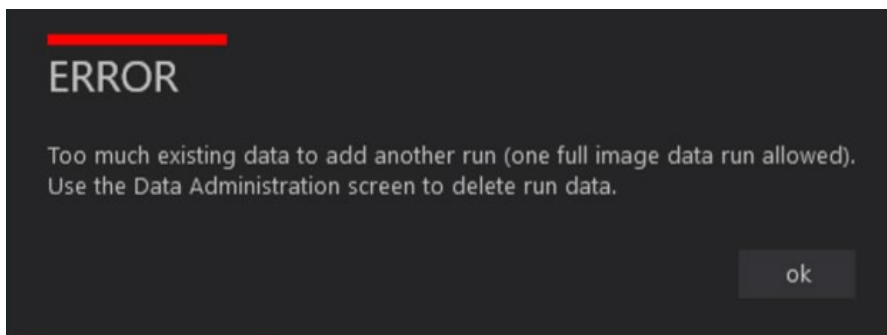 ERROR
Too much existing data to add another run (one full image data run allowed).
Use the Data Administration screen to delete run data.
ok